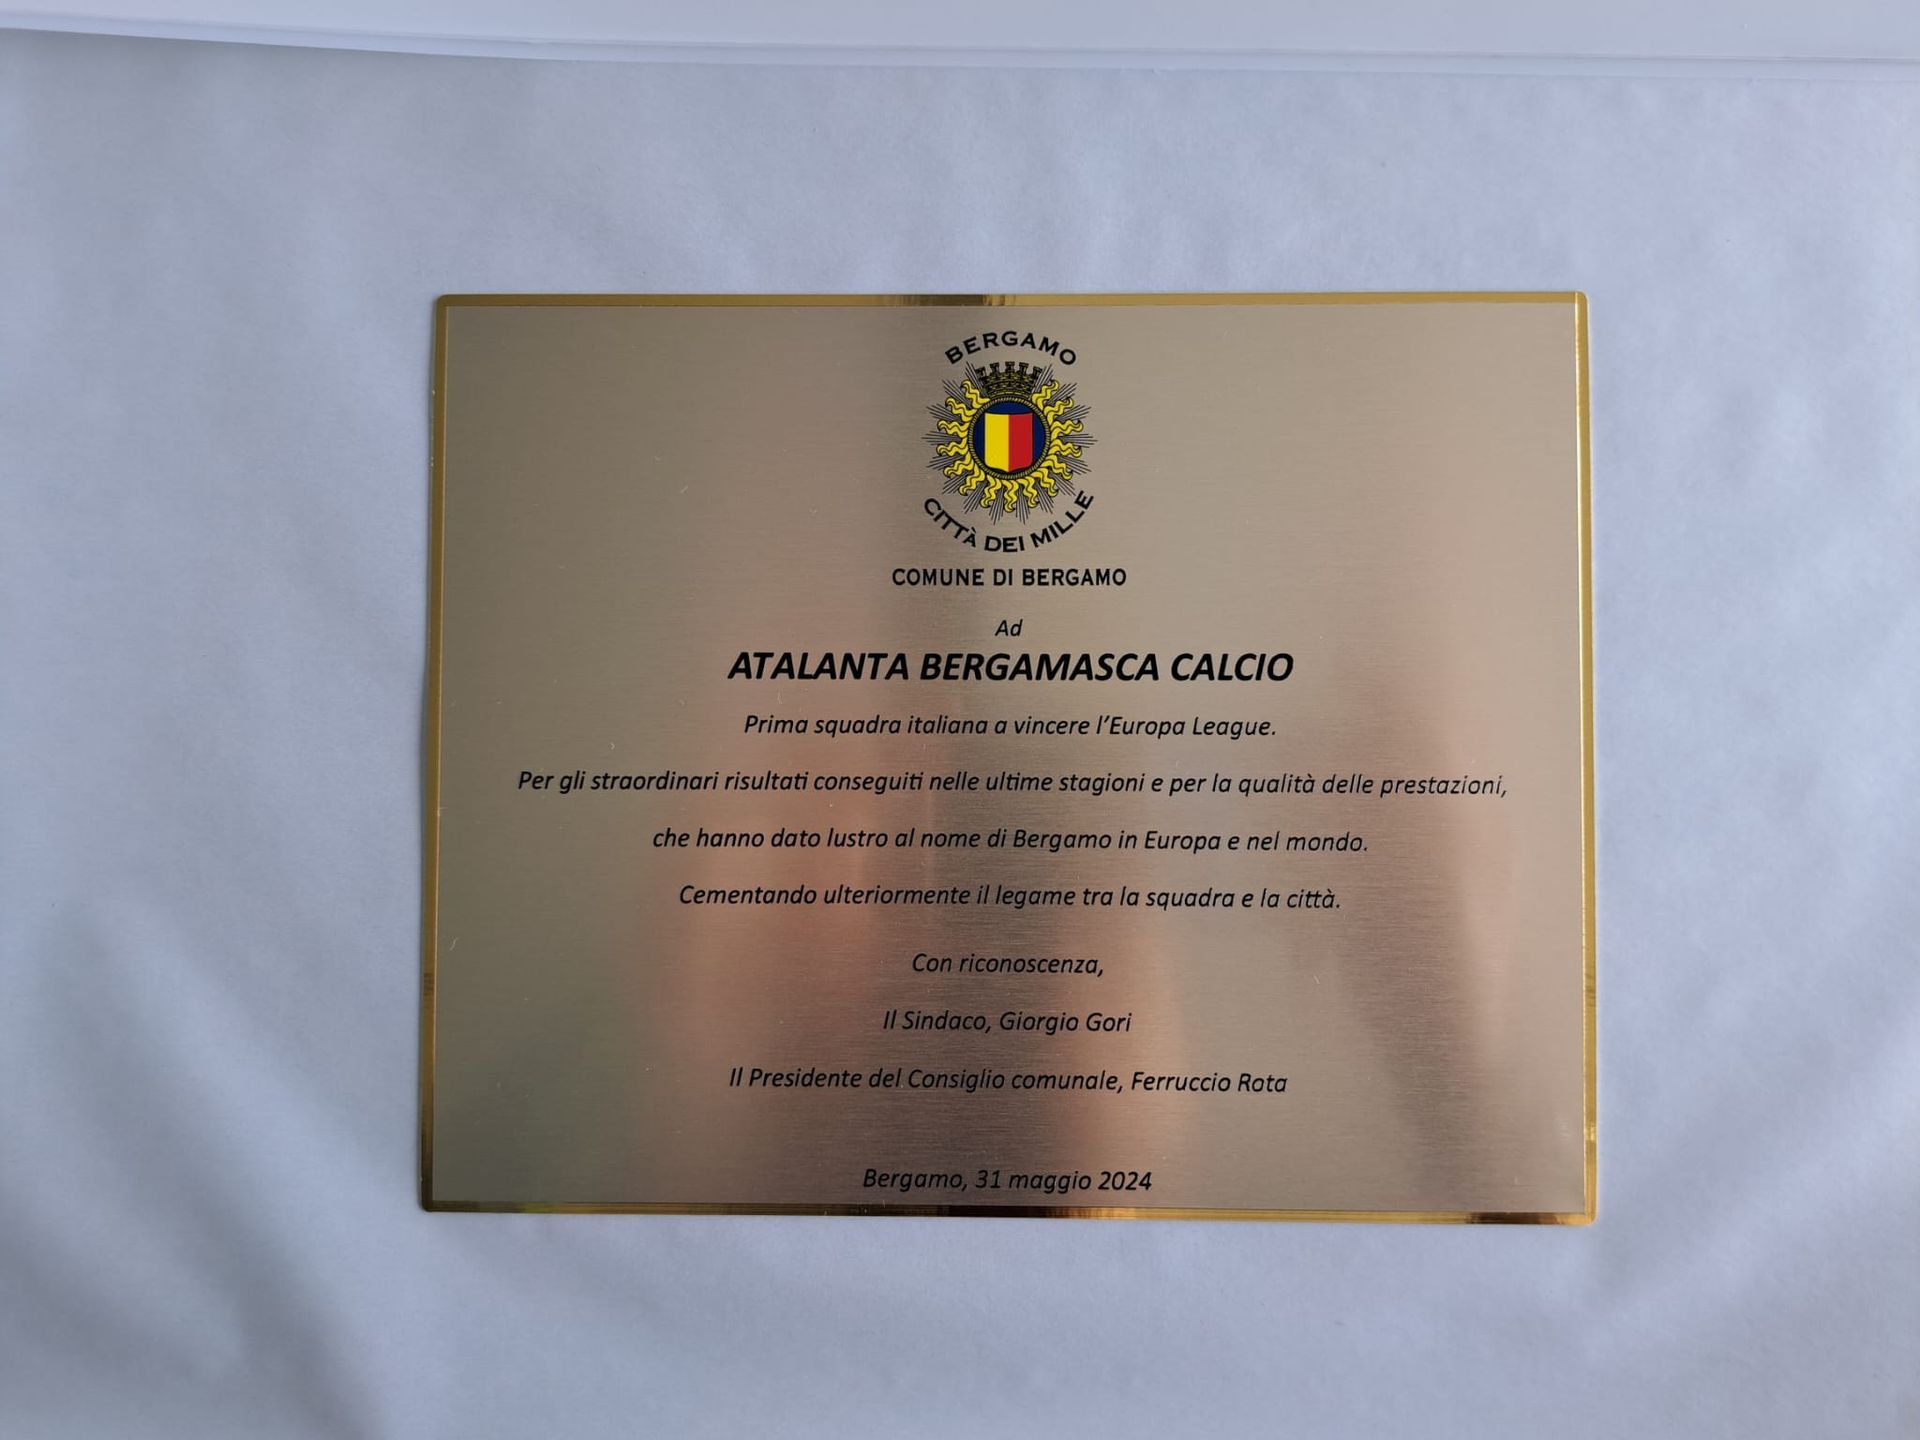 BERGAMO
CITTÀ DEI MILLE
COMUNE DI BERGAMO
Ad
ATALANTA BERGAMASCA CALCIO
Prima squadra italiana a vincere l'Europa League.
Per gli straordinari risultati conseguiti nelle ultime stagioni e per la qualità delle prestazioni,
che hanno dato lustro al nome di Bergamo in Europa e nel mondo.
Cementando ulteriormente il legame tra la squadra e la città.
Con riconoscenza,
Il Sindaco, Giorgio Gori
Il Presidente del Consiglio comunale, Ferruccio Rota
Bergamo, 31 maggio 2024